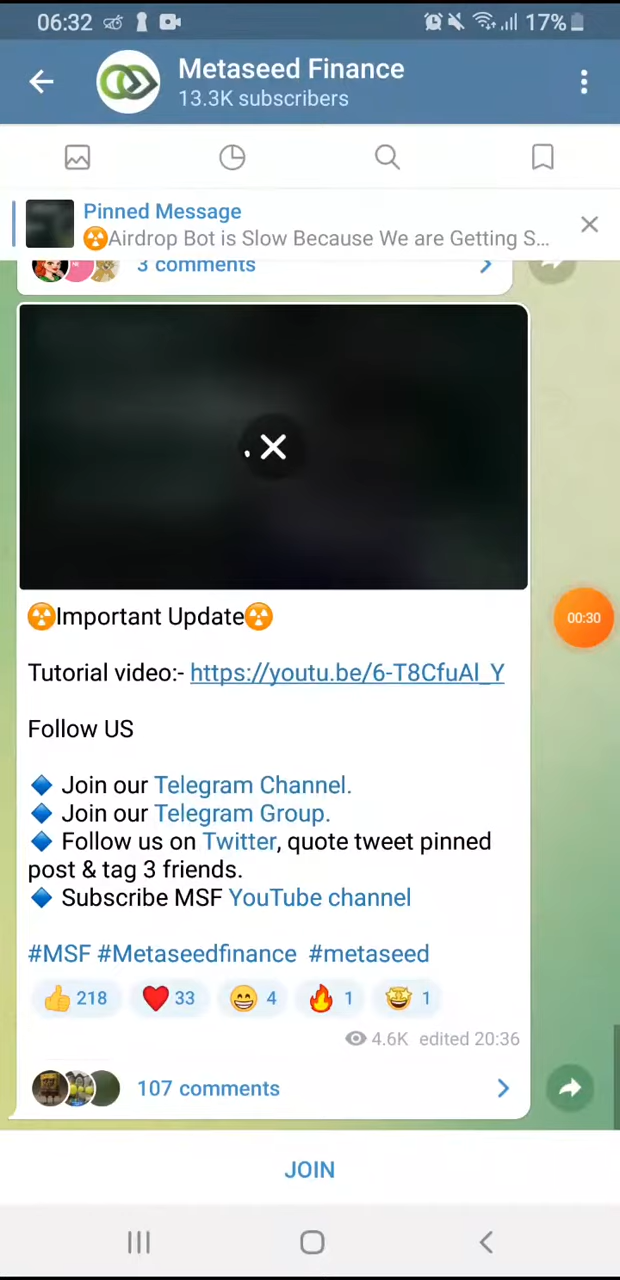 06:32 17%
Metaseed Finance
13.3K subscribers
Pinned Message
☢️Airdrop Bot is Slow Because We are Getting S...
3 comments
☢️Important Update☢️
00:30
Tutorial video:- https://youtu.be/6-T8CfuAl_Y
Follow US
🔷 Join our Telegram Channel.
🔷 Join our Telegram Group.
🔷 Follow us on Twitter, quote tweet pinned
post & tag 3 friends.
🔷 Subscribe MSF YouTube channel
#MSF #Metaseedfinance #metaseed
👍 218 ❤️ 33 😁 4 🔥 1 🤩 1
4.6K edited 20:36
107 comments
JOIN